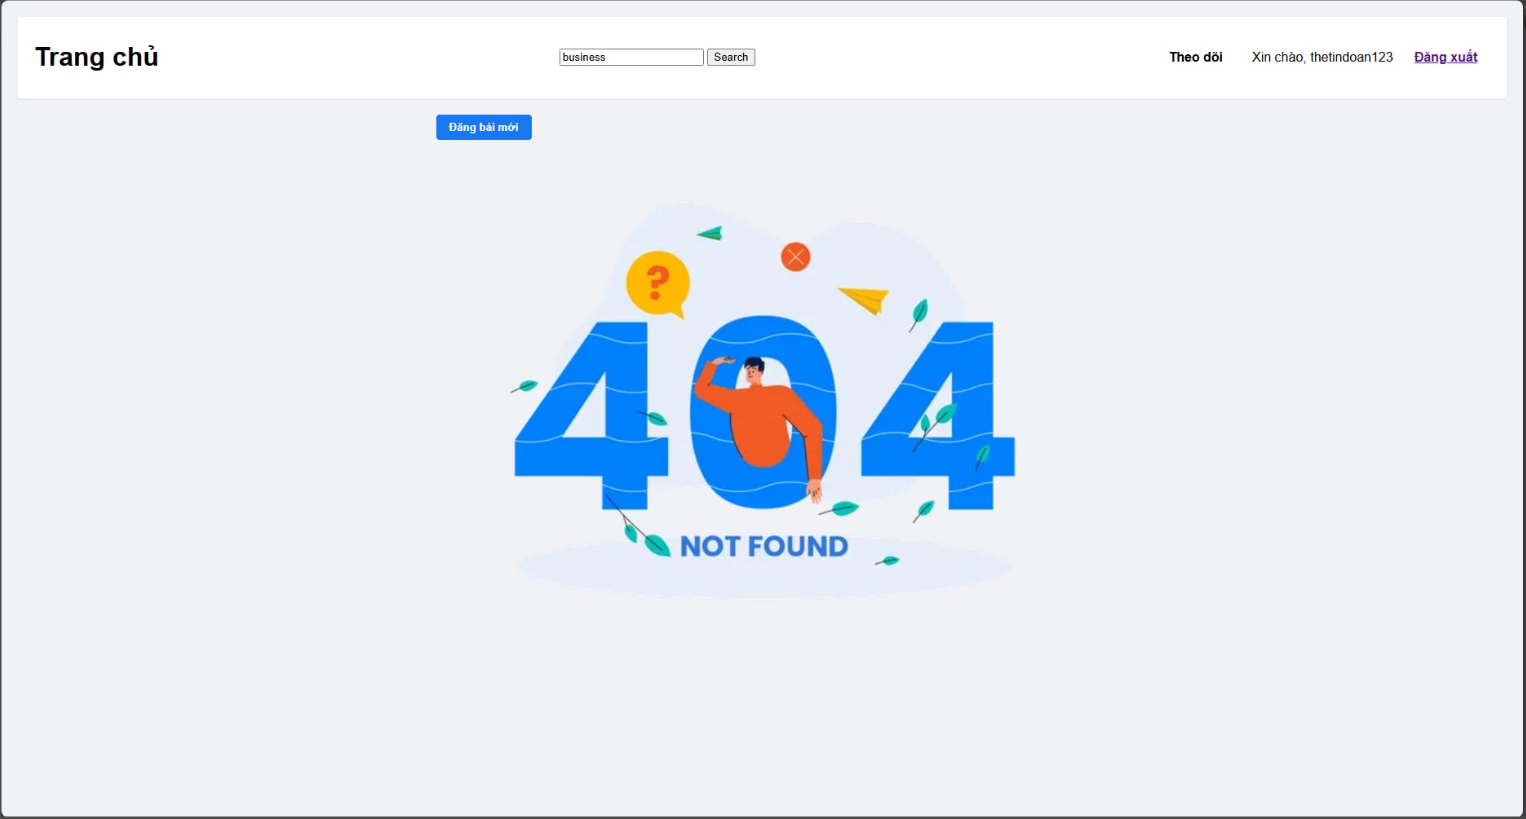 Trang chủ
business Search
Theo dõi Xin chào, thetindoan123 Đăng xuất
Đăng bài mới
?
404
NOT FOUND